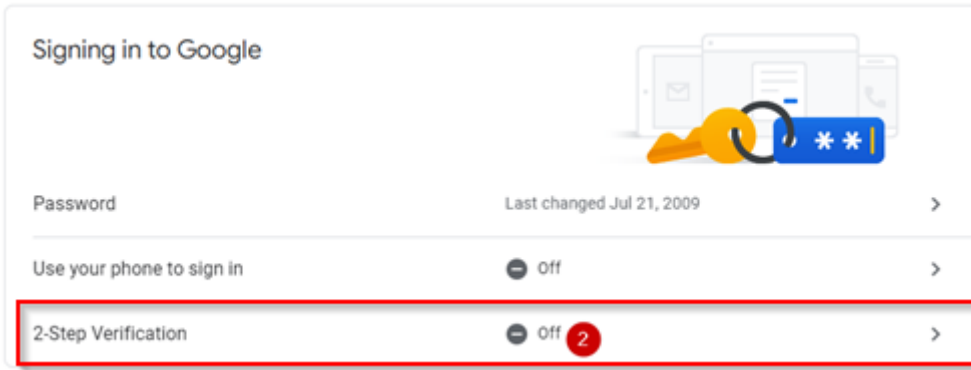 Signing in to Google
**
Password Last changed Jul 21, 2009
Use your phone to sign in Off
2-Step Verification Off 2